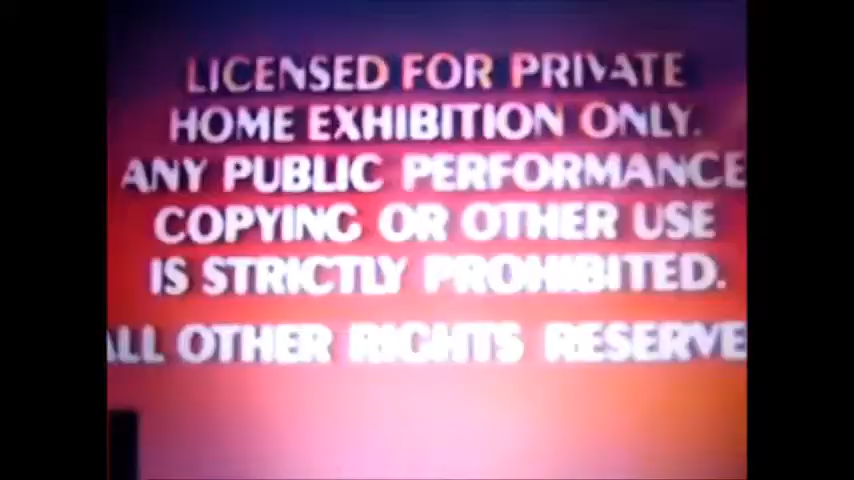 LICENSED FOR PRIVATE
HOME EXHIBITION ONLY.
ANY PUBLIC PERFORMANCE
COPYING OR OTHER USE
IS STRICTLY PROHIBITED.
ALL OTHER RIGHTS RESERVE